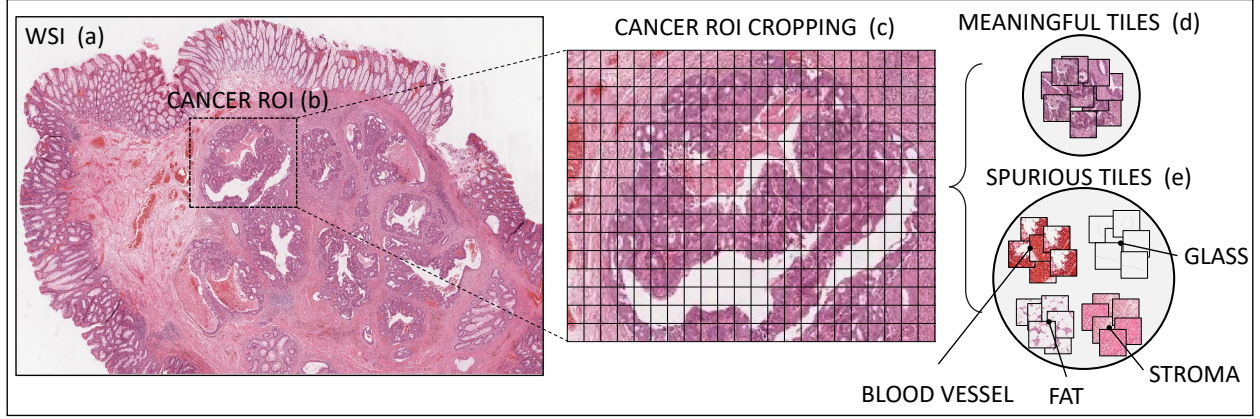 WSI (a)
CANCER ROI (b)
CANCER ROI CROPPING (c)
MEANINGFUL TILES (d)
SPURIOUS TILES (e)
GLASS
STROMA
BLOOD VESSEL
FAT